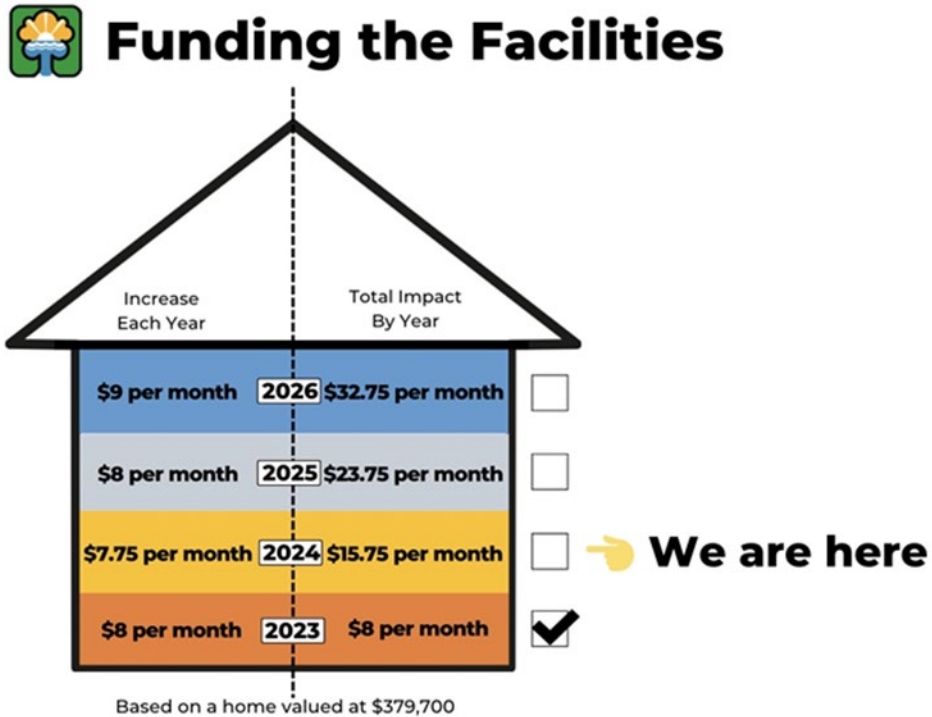 Funding the Facilities
Increase
Each Year
Total Impact
By Year
$9 per month 2026 $32.75 per month
$8 per month 2025 $23.75 per month
$7.75 per month 2024 $15.75 per month
We are here
$8 per month 2023 $8 per month
Based on a home valued at $379,700